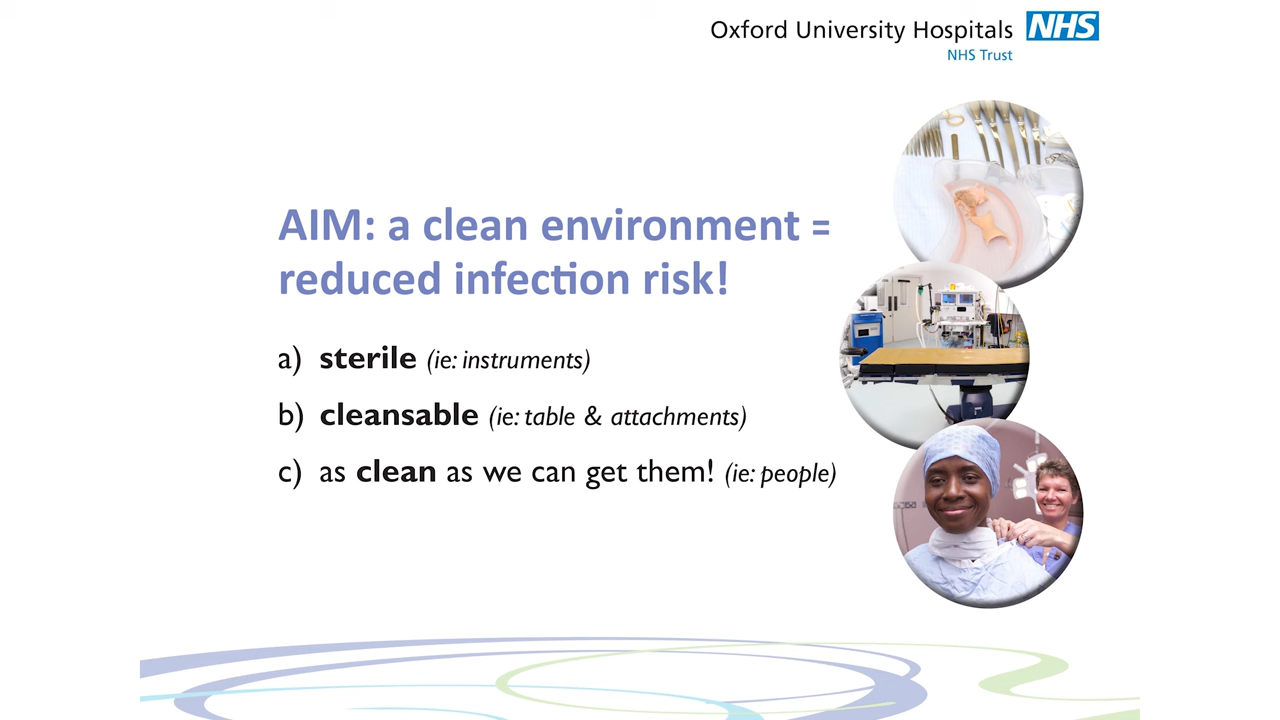 Oxford University Hospitals NHS
NHS Trust
AIM: a clean environment =
reduced infection risk!
a) sterile (ie: instruments)
b) cleansable (ie: table & attachments)
c) as clean as we can get them! (ie: people)